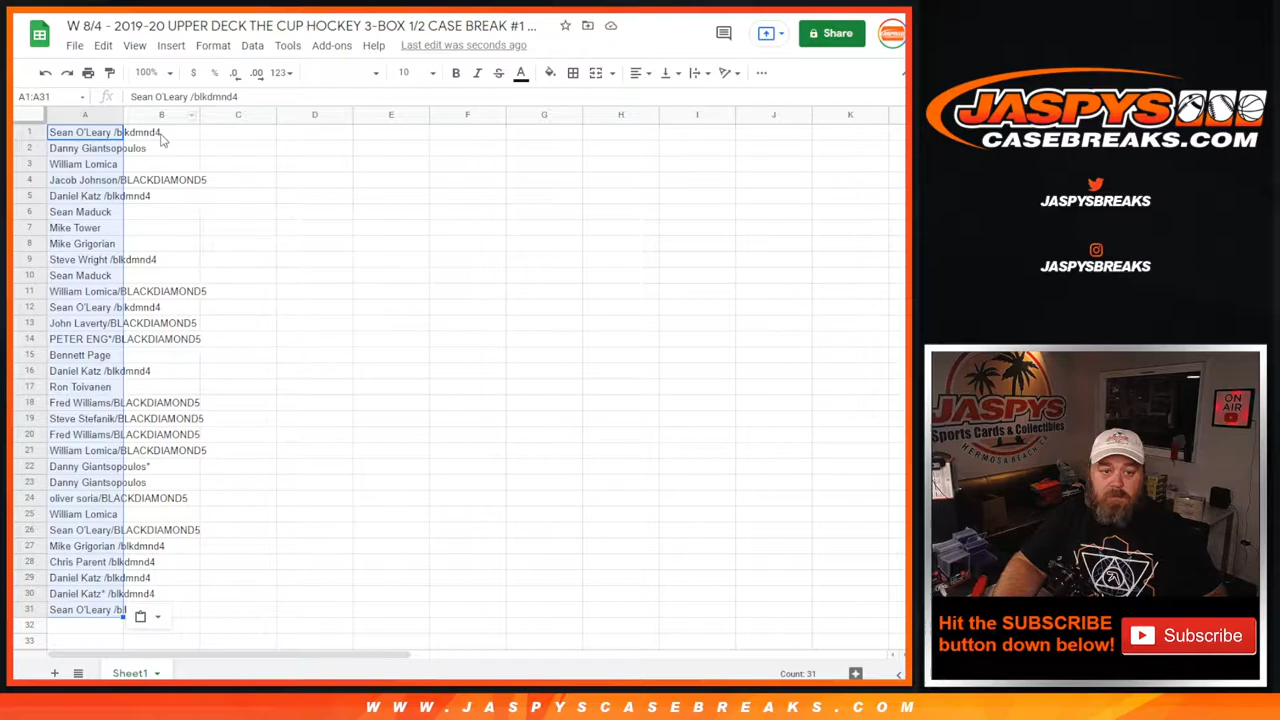 W 8/4 - 2019-20 UPPER DECK THE CUP HOCKEY 3-BOX 1/2 CASE BREAK #1 ...
File Edit View Insert Format Data Tools Add-ons Help Last edit was seconds ago
Share
100% $ % .0 .00 123 10 B I S A
A1:A31 fx Sean O'Leary /blkdmnd4
A B C D E F G H I J K
1 Sean O'Leary /blkdmnd4
2 Danny Giantsopoulos
3 William Lomica
4 Jacob Johnson/BLACKDIAMOND5
5 Daniel Katz /blkdmnd4
6 Sean Maduck
7 Mike Tower
8 Mike Grigorian
9 Steve Wright /blkdmnd4
10 Sean Maduck
11 William Lomica/BLACKDIAMOND5
12 Sean O'Leary /blkdmnd4
13 John Laverty/BLACKDIAMOND5
14 PETER ENG*/BLACKDIAMOND5
15 Bennett Page
16 Daniel Katz /blkdmnd4
17 Ron Toivanen
18 Fred Williams/BLACKDIAMOND5
19 Steve Stefanik/BLACKDIAMOND5
20 Fred Williams/BLACKDIAMOND5
21 William Lomica/BLACKDIAMOND5
22 Danny Giantsopoulos*
23 Danny Giantsopoulos
24 oliver soria/BLACKDIAMOND5
25 William Lomica
26 Sean O'Leary/BLACKDIAMOND5
27 Mike Grigorian /blkdmnd4
28 Chris Parent /blkdmnd4
29 Daniel Katz /blkdmnd4
30 Daniel Katz* /blkdmnd4
31 Sean O'Leary /bl
32
33
Sheet1
Count: 31
JASPYS
CASEBREAKS.COM
JASPYSBREAKS
JASPYSBREAKS
JASPYS
Sports Cards & Collectibles
HERMOSA BEACH, CA
ON
AIR
Hit the SUBSCRIBE
button down below!
Subscribe
WWW.JASPYSCASEBREAKS.COM